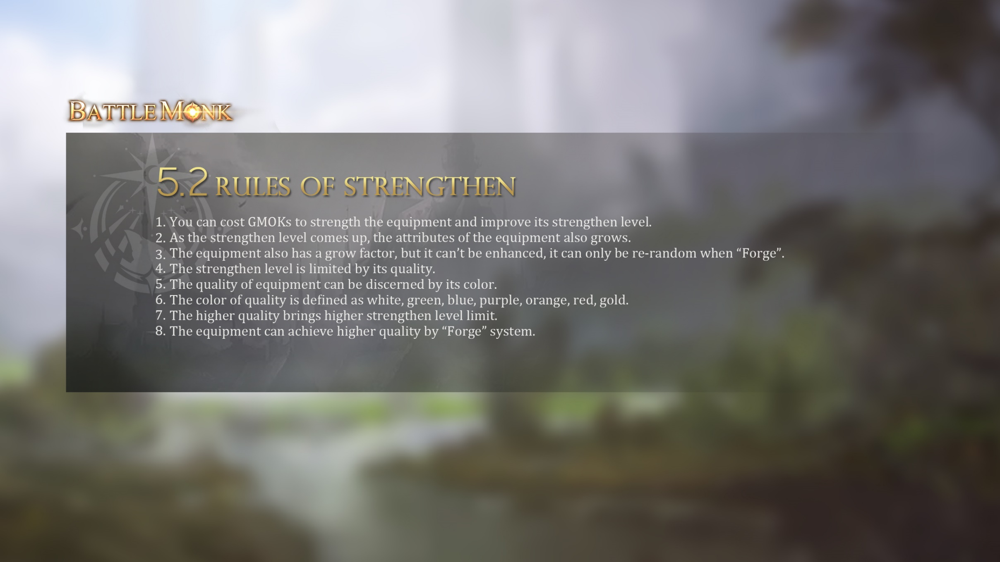 BATTLE MONK
5.2 RULES OF STRENGTHEN
1. You can cost GMOKs to strength the equipment and improve its strengthen level.
2. As the strengthen level comes up, the attributes of the equipment also grows.
3. The equipment also has a grow factor, but it can’t be enhanced, it can only be re-random when “Forge”.
4. The strengthen level is limited by its quality.
5. The quality of equipment can be discerned by its color.
6. The color of quality is defined as white, green, blue, purple, orange, red, gold.
7. The higher quality brings higher strengthen level limit.
8. The equipment can achieve higher quality by “Forge” system.